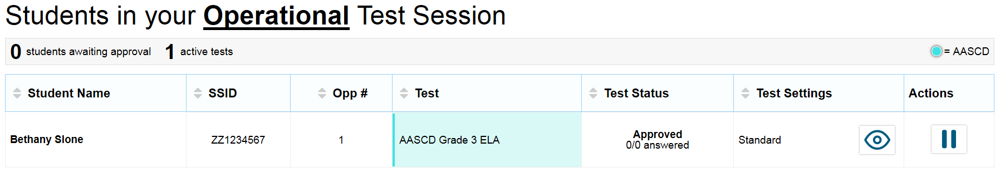 Students in your Operational Test Session
0 students awaiting approval 1 active tests = AASCD
Student Name SSID Opp # Test Test Status Test Settings Actions
Bethany Slone ZZ1234567 1 AASCD Grade 3 ELA Approved Standard
0/0 answered